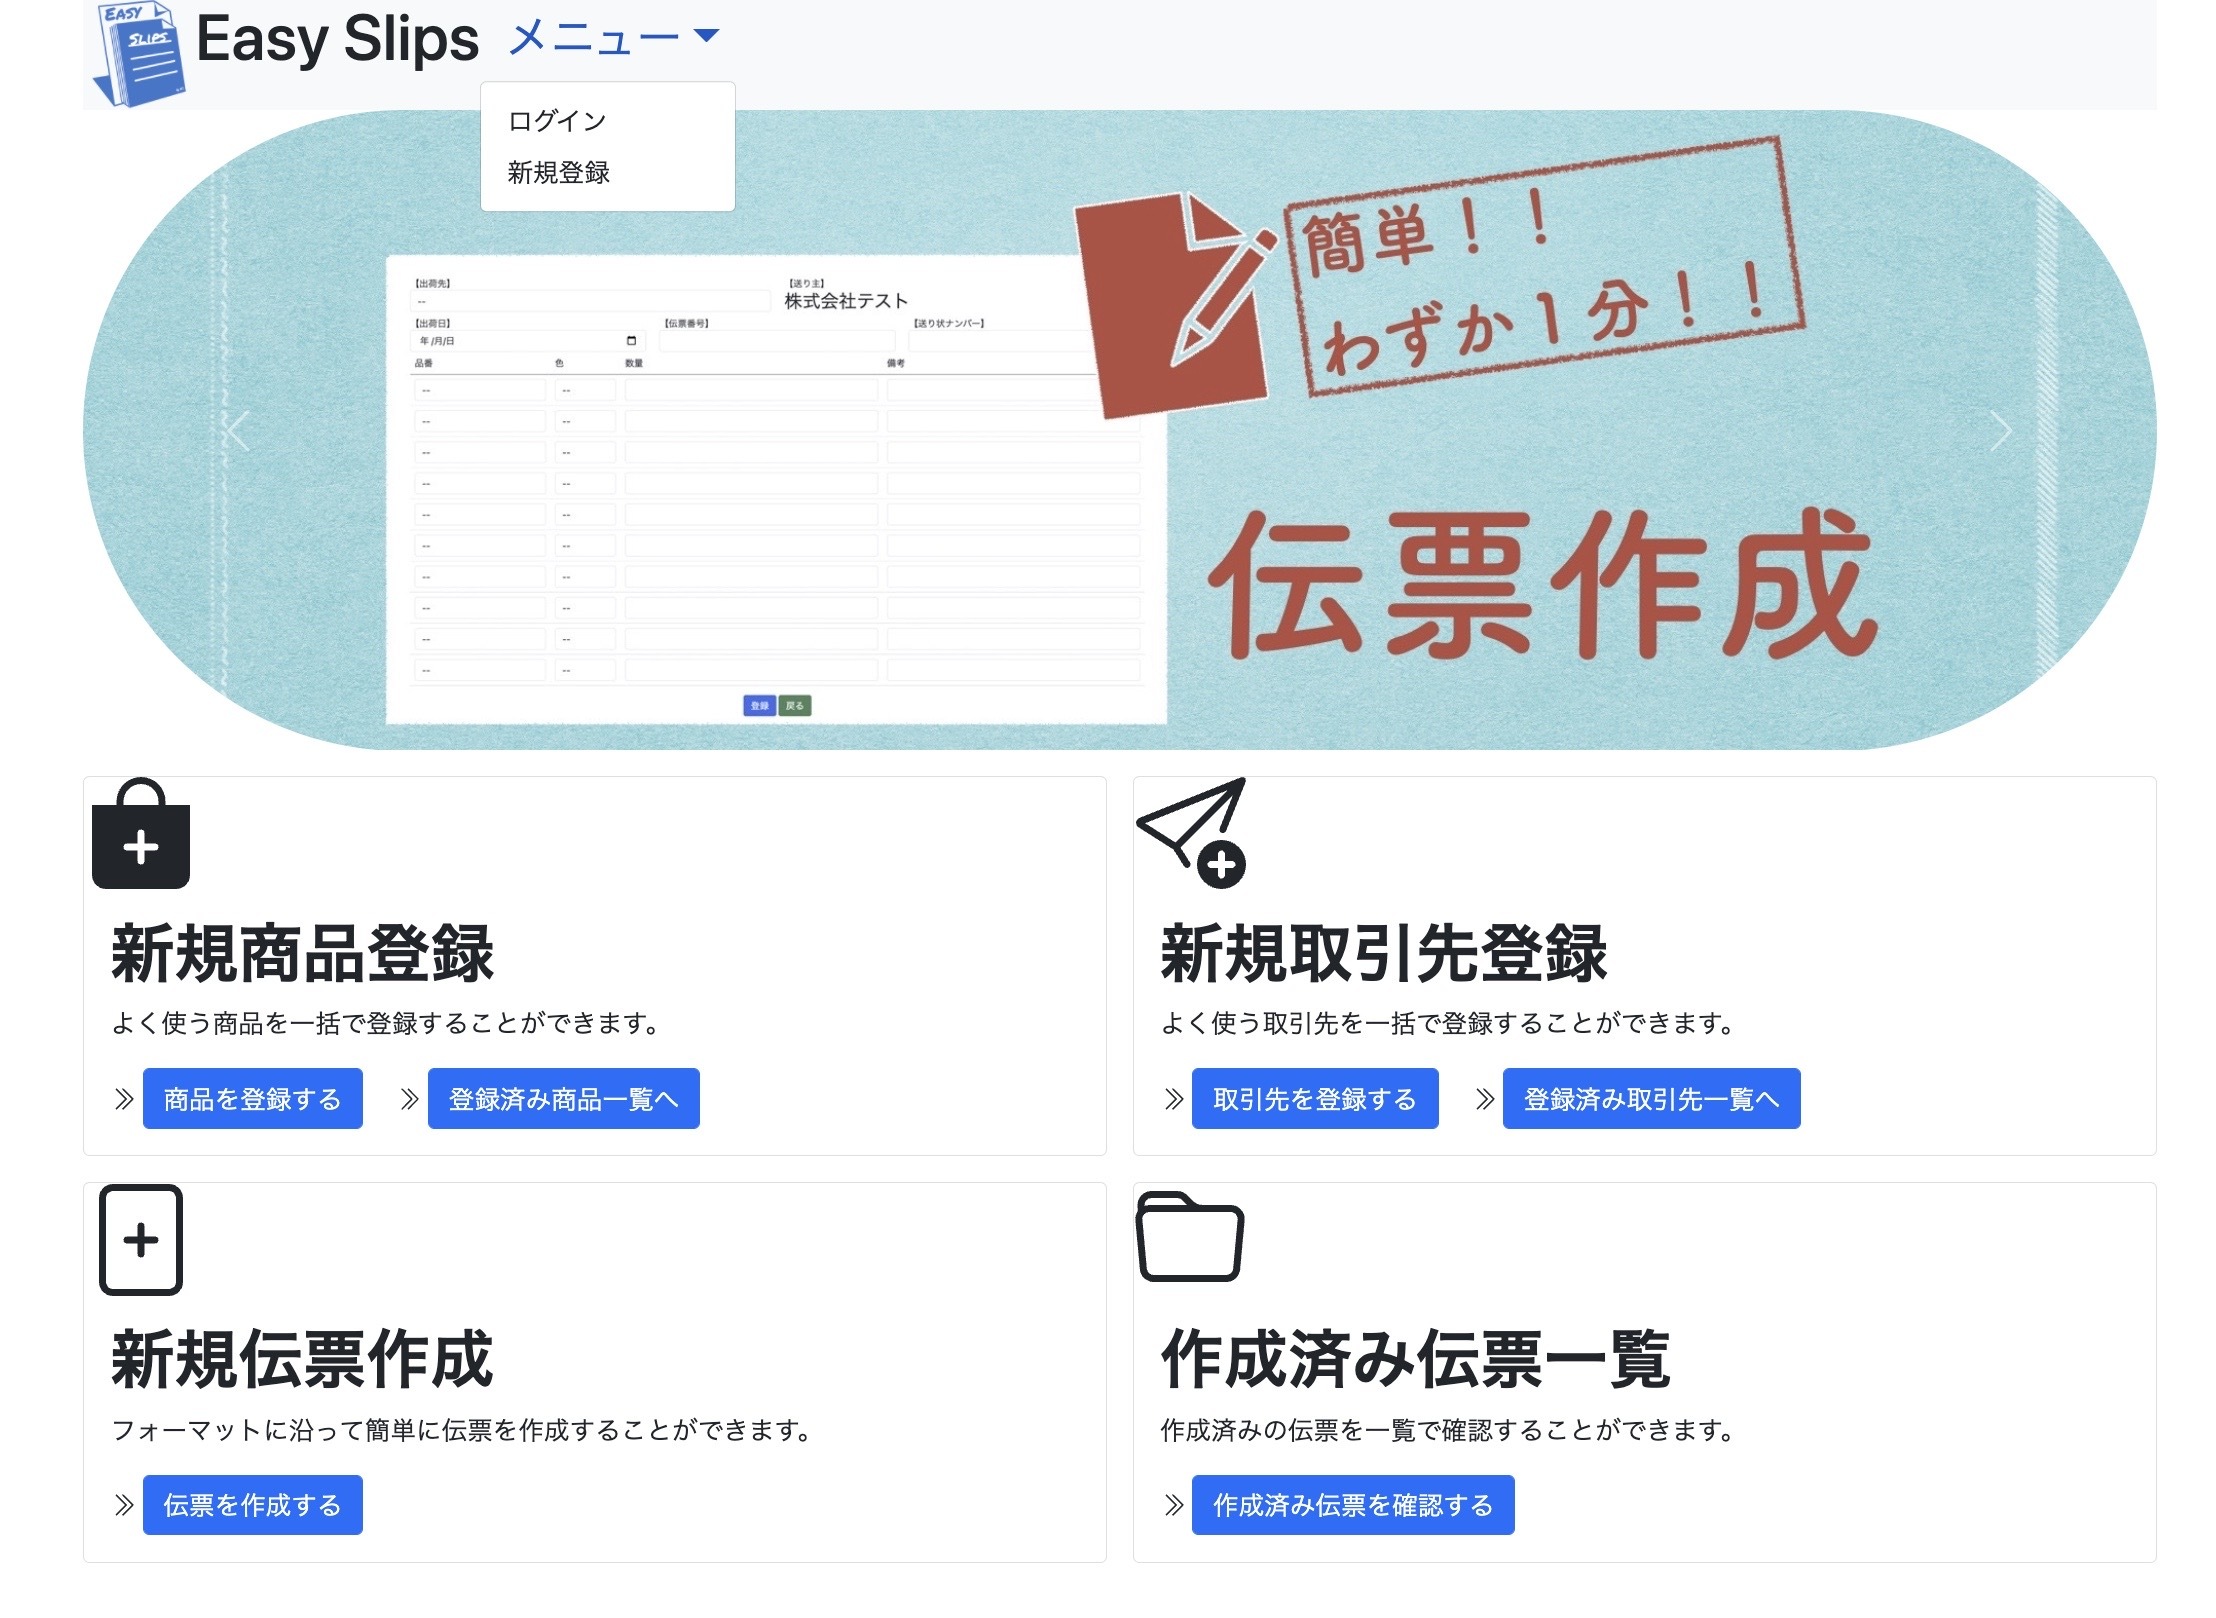 EASY
SLIPS
Easy Slips メニュー
ログイン
新規登録
簡単！！
わずか１分！！
【出荷先】 【送り主】
-- 株式会社テスト
【出荷日】 【伝票番号】 【送り状ナンバー】
年 /月/日
品番 色 数量 備考
-- --
-- --
-- --
-- --
-- --
-- --
-- --
-- --
-- --
-- --
登録 戻る
伝票作成
新規商品登録
よく使う商品を一括で登録することができます。
商品を登録する 登録済み商品一覧へ
新規取引先登録
よく使う取引先を一括で登録することができます。
取引先を登録する 登録済み取引先一覧へ
新規伝票作成
フォーマットに沿って簡単に伝票を作成することができます。
伝票を作成する
作成済み伝票一覧
作成済みの伝票を一覧で確認することができます。
作成済み伝票を確認する